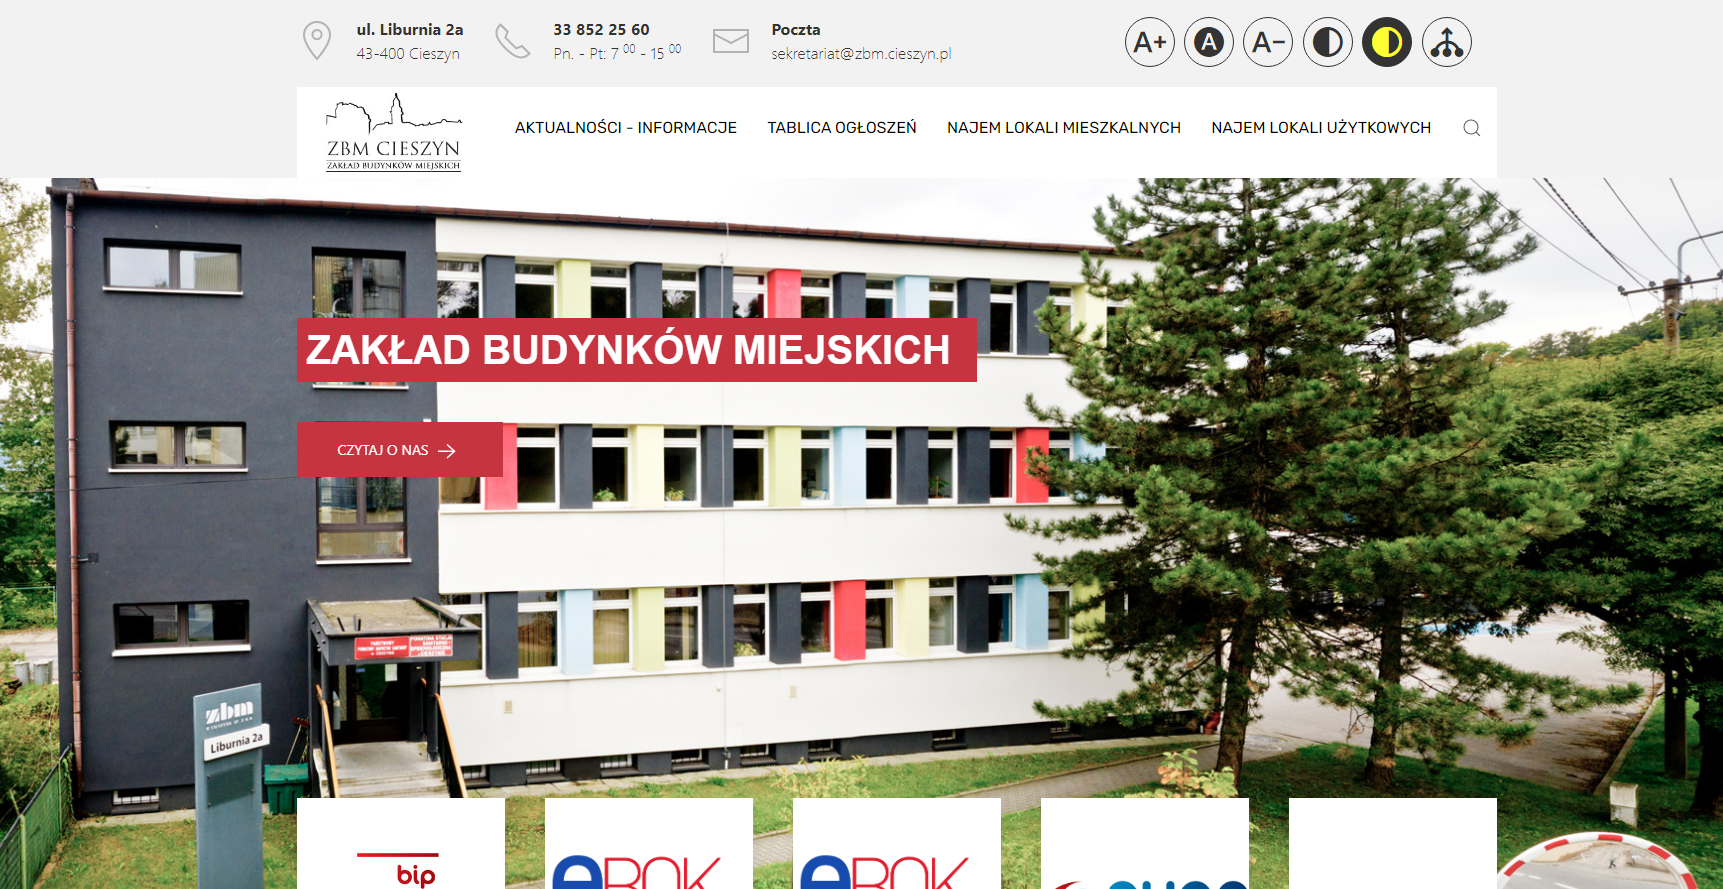 ul. Liburnia 2a
43-400 Cieszyn
33 852 25 60
Pn. - Pt: 7 00 - 15 00
Poczta
sekretariat@zbm.cieszyn.pl
A+
A
A-
ZBM CIESZYN
ZAKŁAD BUDYNKÓW MIEJSKICH
AKTUALNOŚCI - INFORMACJE
TABLICA OGŁOSZEŃ
NAJEM LOKALI MIESZKALNYCH
NAJEM LOKALI UŻYTKOWYCH
ZAKŁAD BUDYNKÓW MIEJSKICH
CZYTAJ O NAS
zbm
Liburnia 2a
bip
eBOK
eBOK